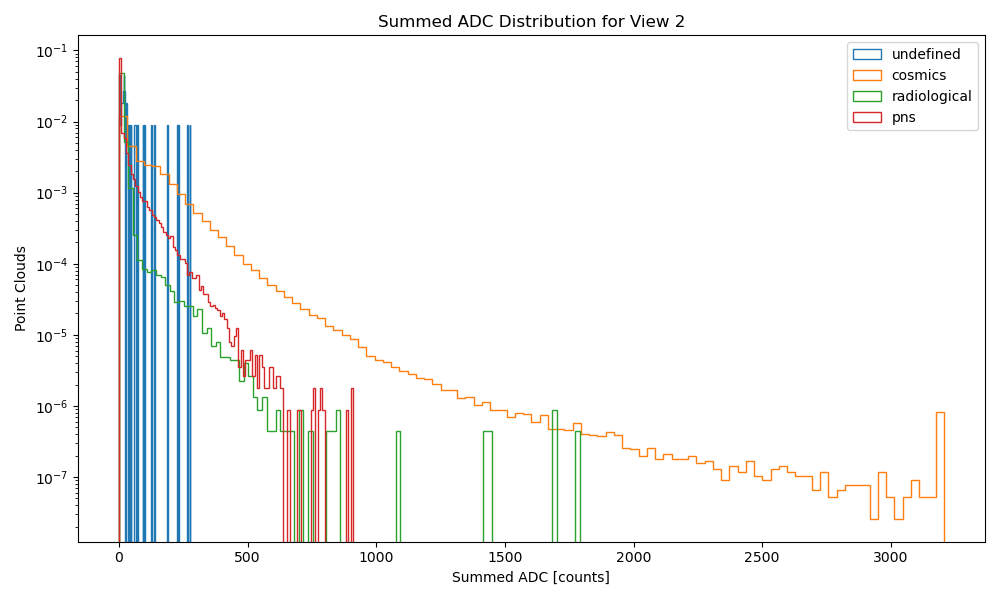 Summed ADC Distribution for View 2
undefined
cosmics
radiological
pns
Point Clouds
10⁻¹
10⁻²
10⁻³
10⁻⁴
10⁻⁵
10⁻⁶
10⁻⁷
0 500 1000 1500 2000 2500 3000
Summed ADC [counts]